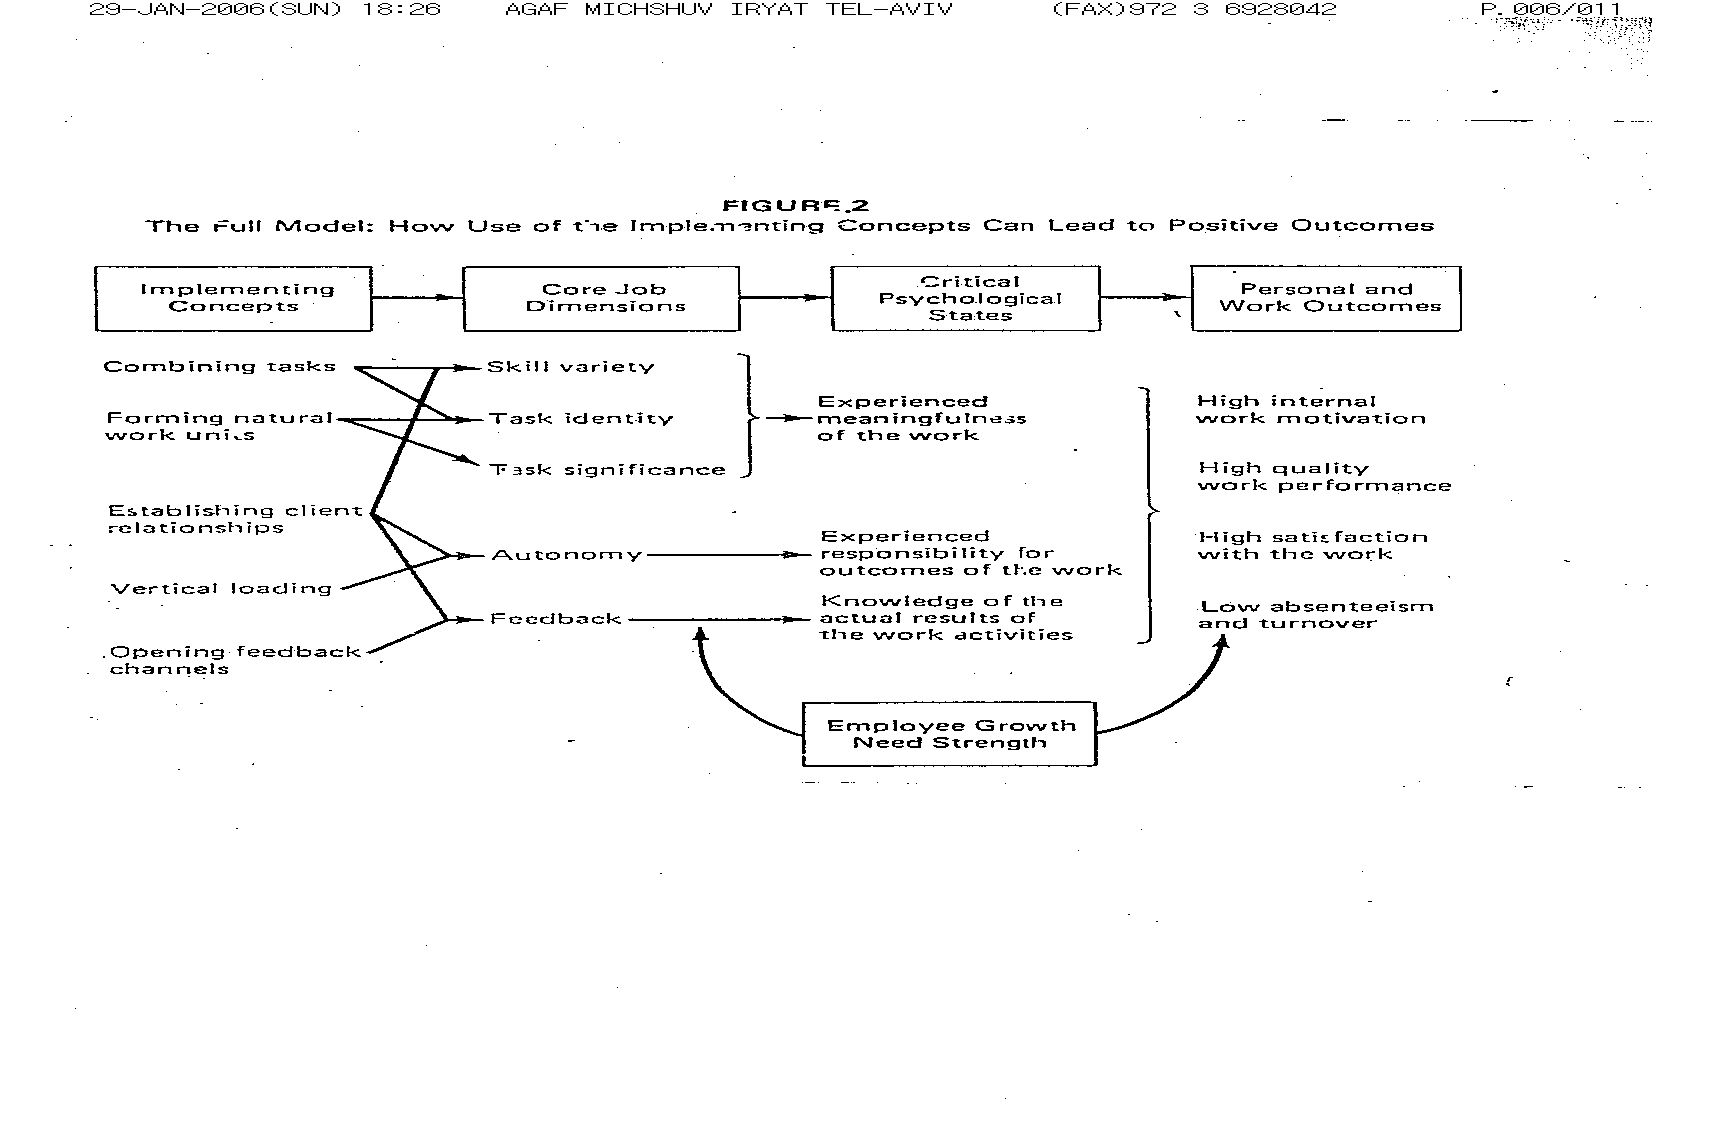 29-JAN-2006(SUN) 18:26 AGAF MICHSHUV IRYAT TEL-AVIV (FAX)972 3 6928042 P.006/011
FIGURE 2
The Full Model: How Use of the Implementing Concepts Can Lead to Positive Outcomes
Implementing
Concepts
Core Job
Dimensions
Critical
Psychological
States
Personal and
Work Outcomes
Combining tasks
Forming natural
work units
Establishing client
relationships
Vertical loading
Opening feedback
channels
Skill variety
Task identity
Task significance
Autonomy
Feedback
Experienced
meaningfulness
of the work
Experienced
responsibility for
outcomes of the work
Knowledge of the
actual results of
the work activities
High internal
work motivation
High quality
work performance
High satisfaction
with the work
Low absenteeism
and turnover
Employee Growth
Need Strength